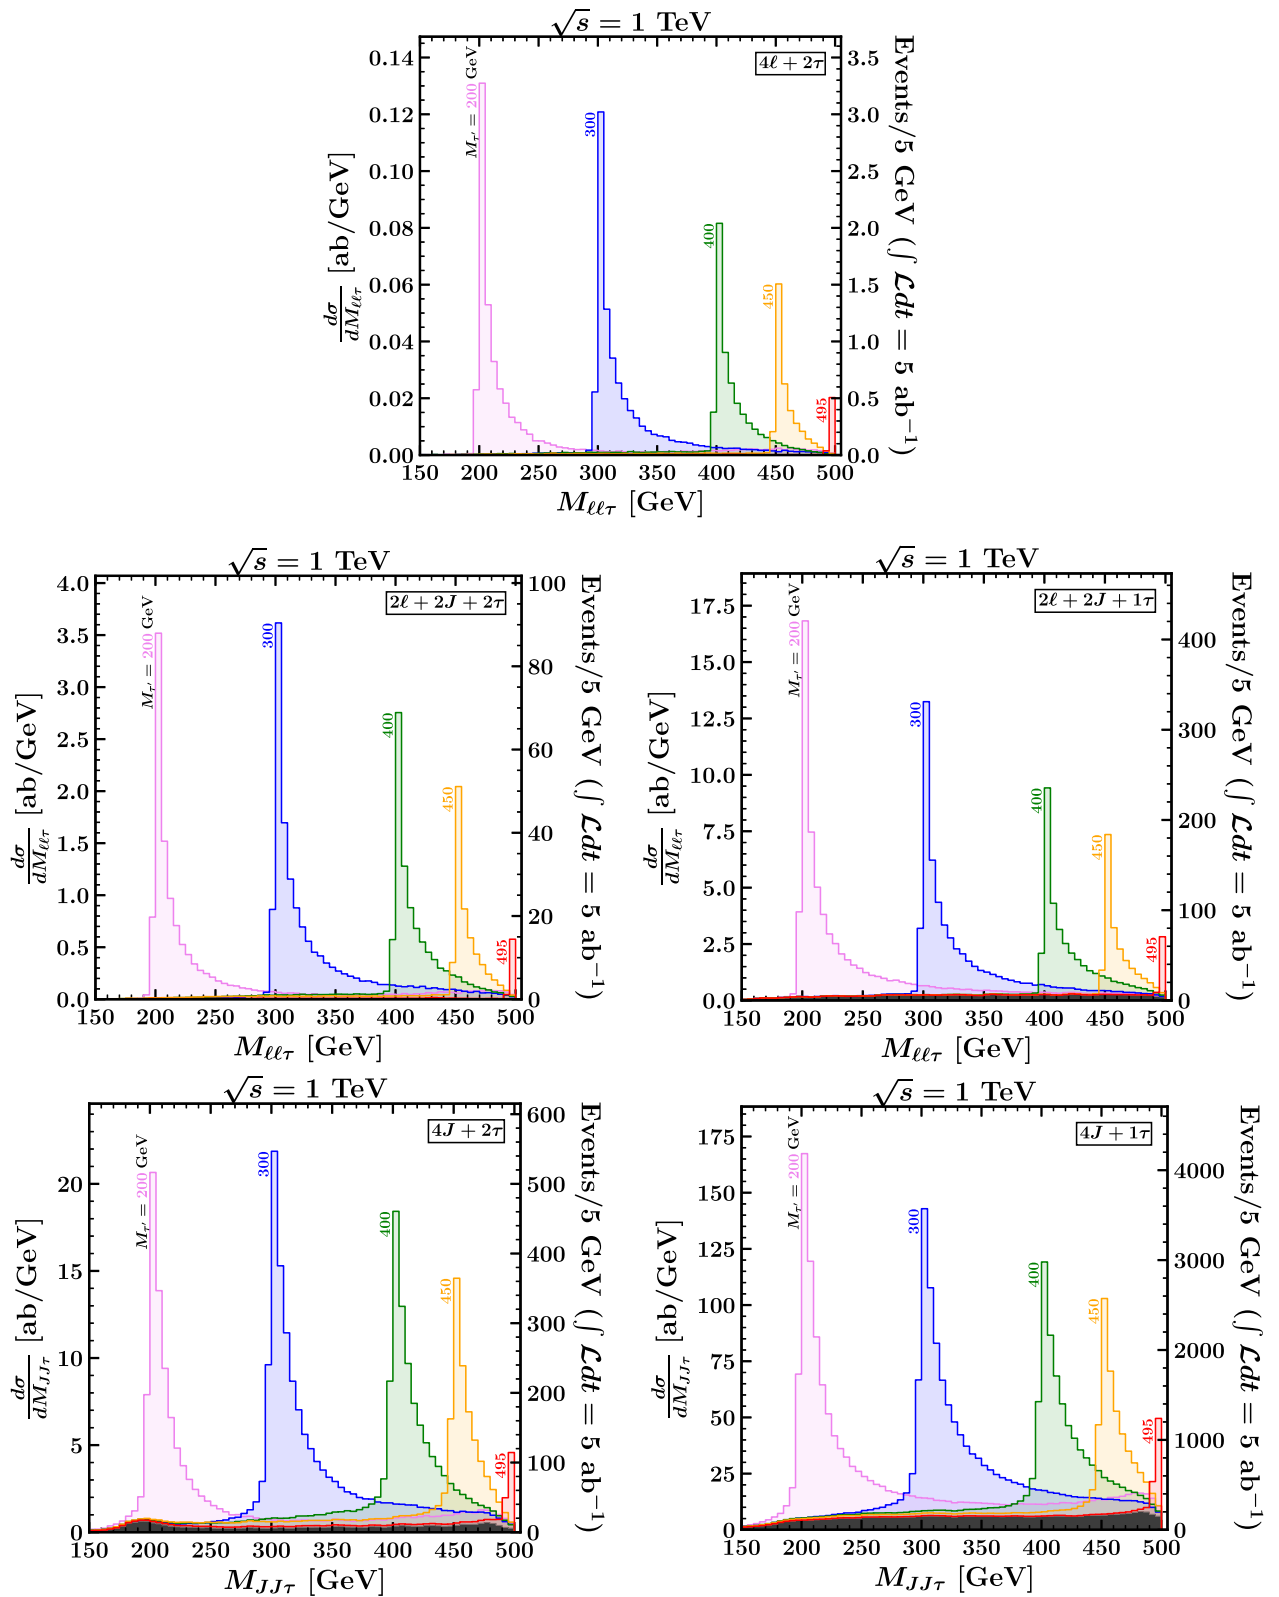 √s = 1 TeV
4ℓ + 2τ
M_τ′ = 200 GeV
300
400
450
495
0.14
0.12
0.10
0.08
0.06
0.04
0.02
0.00
dσ/dM_ℓℓτ [ab/GeV]
3.5
3.0
2.5
2.0
1.5
1.0
0.5
0.0
Events/5 GeV (∫ ℒdt = 5 ab⁻¹)
150 200 250 300 350 400 450 500
M_ℓℓτ [GeV]
√s = 1 TeV
2ℓ + 2J + 2τ
M_τ′ = 200 GeV
300
400
450
495
4.0
3.5
3.0
2.5
2.0
1.5
1.0
0.5
0.0
dσ/dM_ℓℓτ [ab/GeV]
100
80
60
40
20
0
Events/5 GeV (∫ ℒdt = 5 ab⁻¹)
150 200 250 300 350 400 450 500
M_ℓℓτ [GeV]
√s = 1 TeV
2ℓ + 2J + 1τ
M_τ′ = 200 GeV
300
400
450
495
17.5
15.0
12.5
10.0
7.5
5.0
2.5
0.0
dσ/dM_ℓℓτ [ab/GeV]
400
300
200
100
0
Events/5 GeV (∫ ℒdt = 5 ab⁻¹)
150 200 250 300 350 400 450 500
M_ℓℓτ [GeV]
√s = 1 TeV
4J + 2τ
M_τ′ = 200 GeV
300
400
450
495
20
15
10
5
0
dσ/dM_JJτ [ab/GeV]
600
500
400
300
200
100
0
Events/5 GeV (∫ ℒdt = 5 ab⁻¹)
150 200 250 300 350 400 450 500
M_JJτ [GeV]
√s = 1 TeV
4J + 1τ
M_τ′ = 200 GeV
300
400
450
495
175
150
125
100
75
50
25
0
dσ/dM_JJτ [ab/GeV]
4000
3000
2000
1000
0
Events/5 GeV (∫ ℒdt = 5 ab⁻¹)
150 200 250 300 350 400 450 500
M_JJτ [GeV]